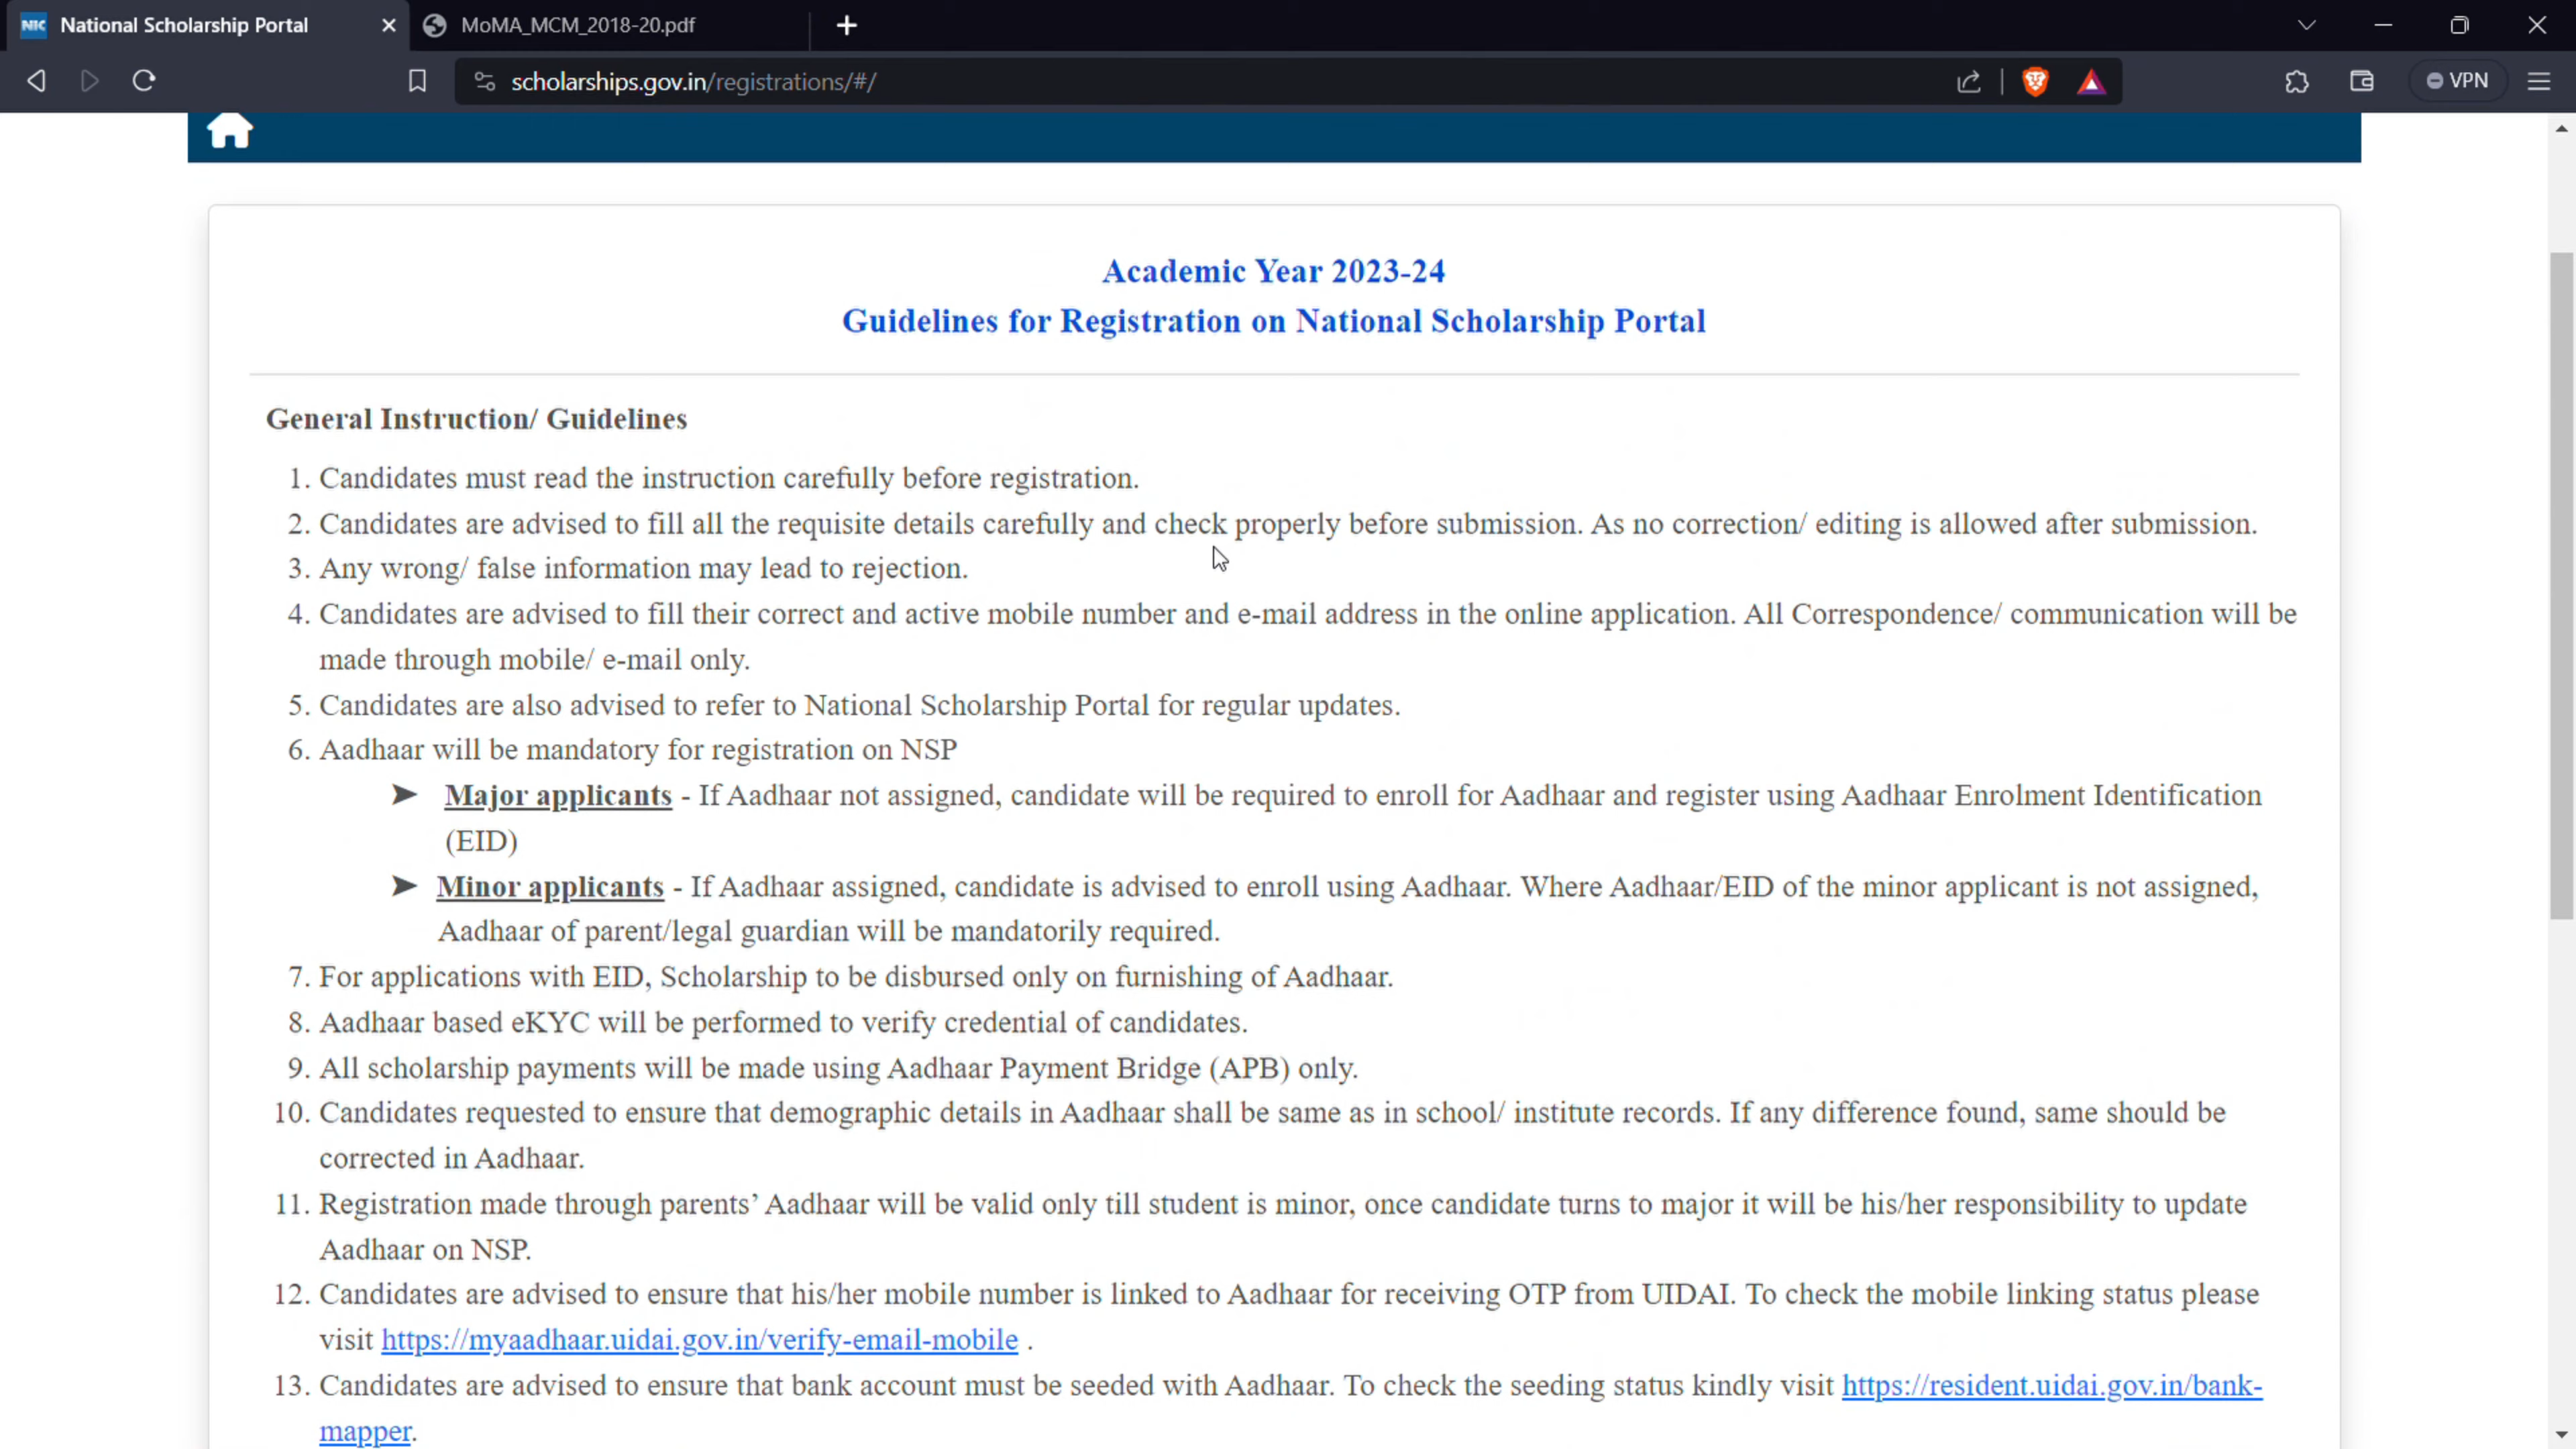 NIC National Scholarship Portal
MoMA_MCM_2018-20.pdf
scholarships.gov.in/registrations/#/
VPN
Academic Year 2023-24
Guidelines for Registration on National Scholarship Portal
General Instruction/ Guidelines
1. Candidates must read the instruction carefully before registration.
2. Candidates are advised to fill all the requisite details carefully and check properly before submission. As no correction/ editing is allowed after submission.
3. Any wrong/ false information may lead to rejection.
4. Candidates are advised to fill their correct and active mobile number and e-mail address in the online application. All Correspondence/ communication will be
made through mobile/ e-mail only.
5. Candidates are also advised to refer to National Scholarship Portal for regular updates.
6. Aadhaar will be mandatory for registration on NSP
➤ Major applicants - If Aadhaar not assigned, candidate will be required to enroll for Aadhaar and register using Aadhaar Enrolment Identification
(EID)
➤ Minor applicants - If Aadhaar assigned, candidate is advised to enroll using Aadhaar. Where Aadhaar/EID of the minor applicant is not assigned,
Aadhaar of parent/legal guardian will be mandatorily required.
7. For applications with EID, Scholarship to be disbursed only on furnishing of Aadhaar.
8. Aadhaar based eKYC will be performed to verify credential of candidates.
9. All scholarship payments will be made using Aadhaar Payment Bridge (APB) only.
10. Candidates requested to ensure that demographic details in Aadhaar shall be same as in school/ institute records. If any difference found, same should be
corrected in Aadhaar.
11. Registration made through parents’ Aadhaar will be valid only till student is minor, once candidate turns to major it will be his/her responsibility to update
Aadhaar on NSP.
12. Candidates are advised to ensure that his/her mobile number is linked to Aadhaar for receiving OTP from UIDAI. To check the mobile linking status please
visit https://myaadhaar.uidai.gov.in/verify-email-mobile .
13. Candidates are advised to ensure that bank account must be seeded with Aadhaar. To check the seeding status kindly visit https://resident.uidai.gov.in/bank-
mapper.